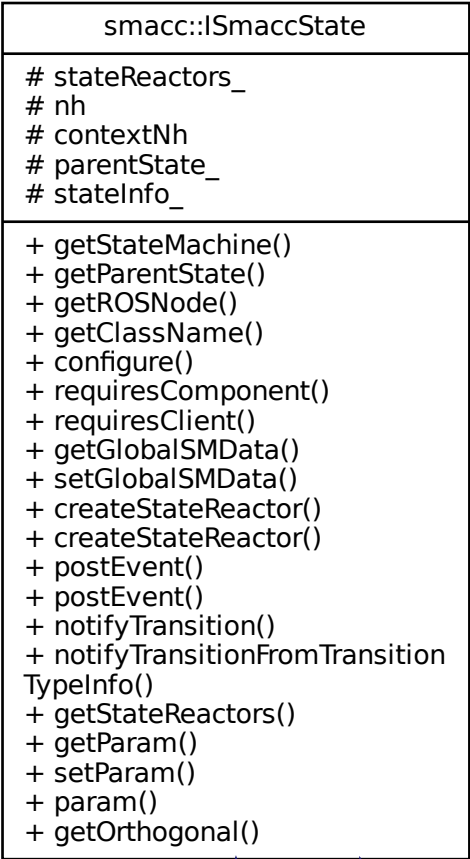 smacc::ISmaccState
# stateReactors_
# nh
# contextNh
# parentState_
# stateInfo_
+ getStateMachine()
+ getParentState()
+ getROSNode()
+ getClassName()
+ configure()
+ requiresComponent()
+ requiresClient()
+ getGlobalSMData()
+ setGlobalSMData()
+ createStateReactor()
+ createStateReactor()
+ postEvent()
+ postEvent()
+ notifyTransition()
+ notifyTransitionFromTransition
TypeInfo()
+ getStateReactors()
+ getParam()
+ setParam()
+ param()
+ getOrthogonal()